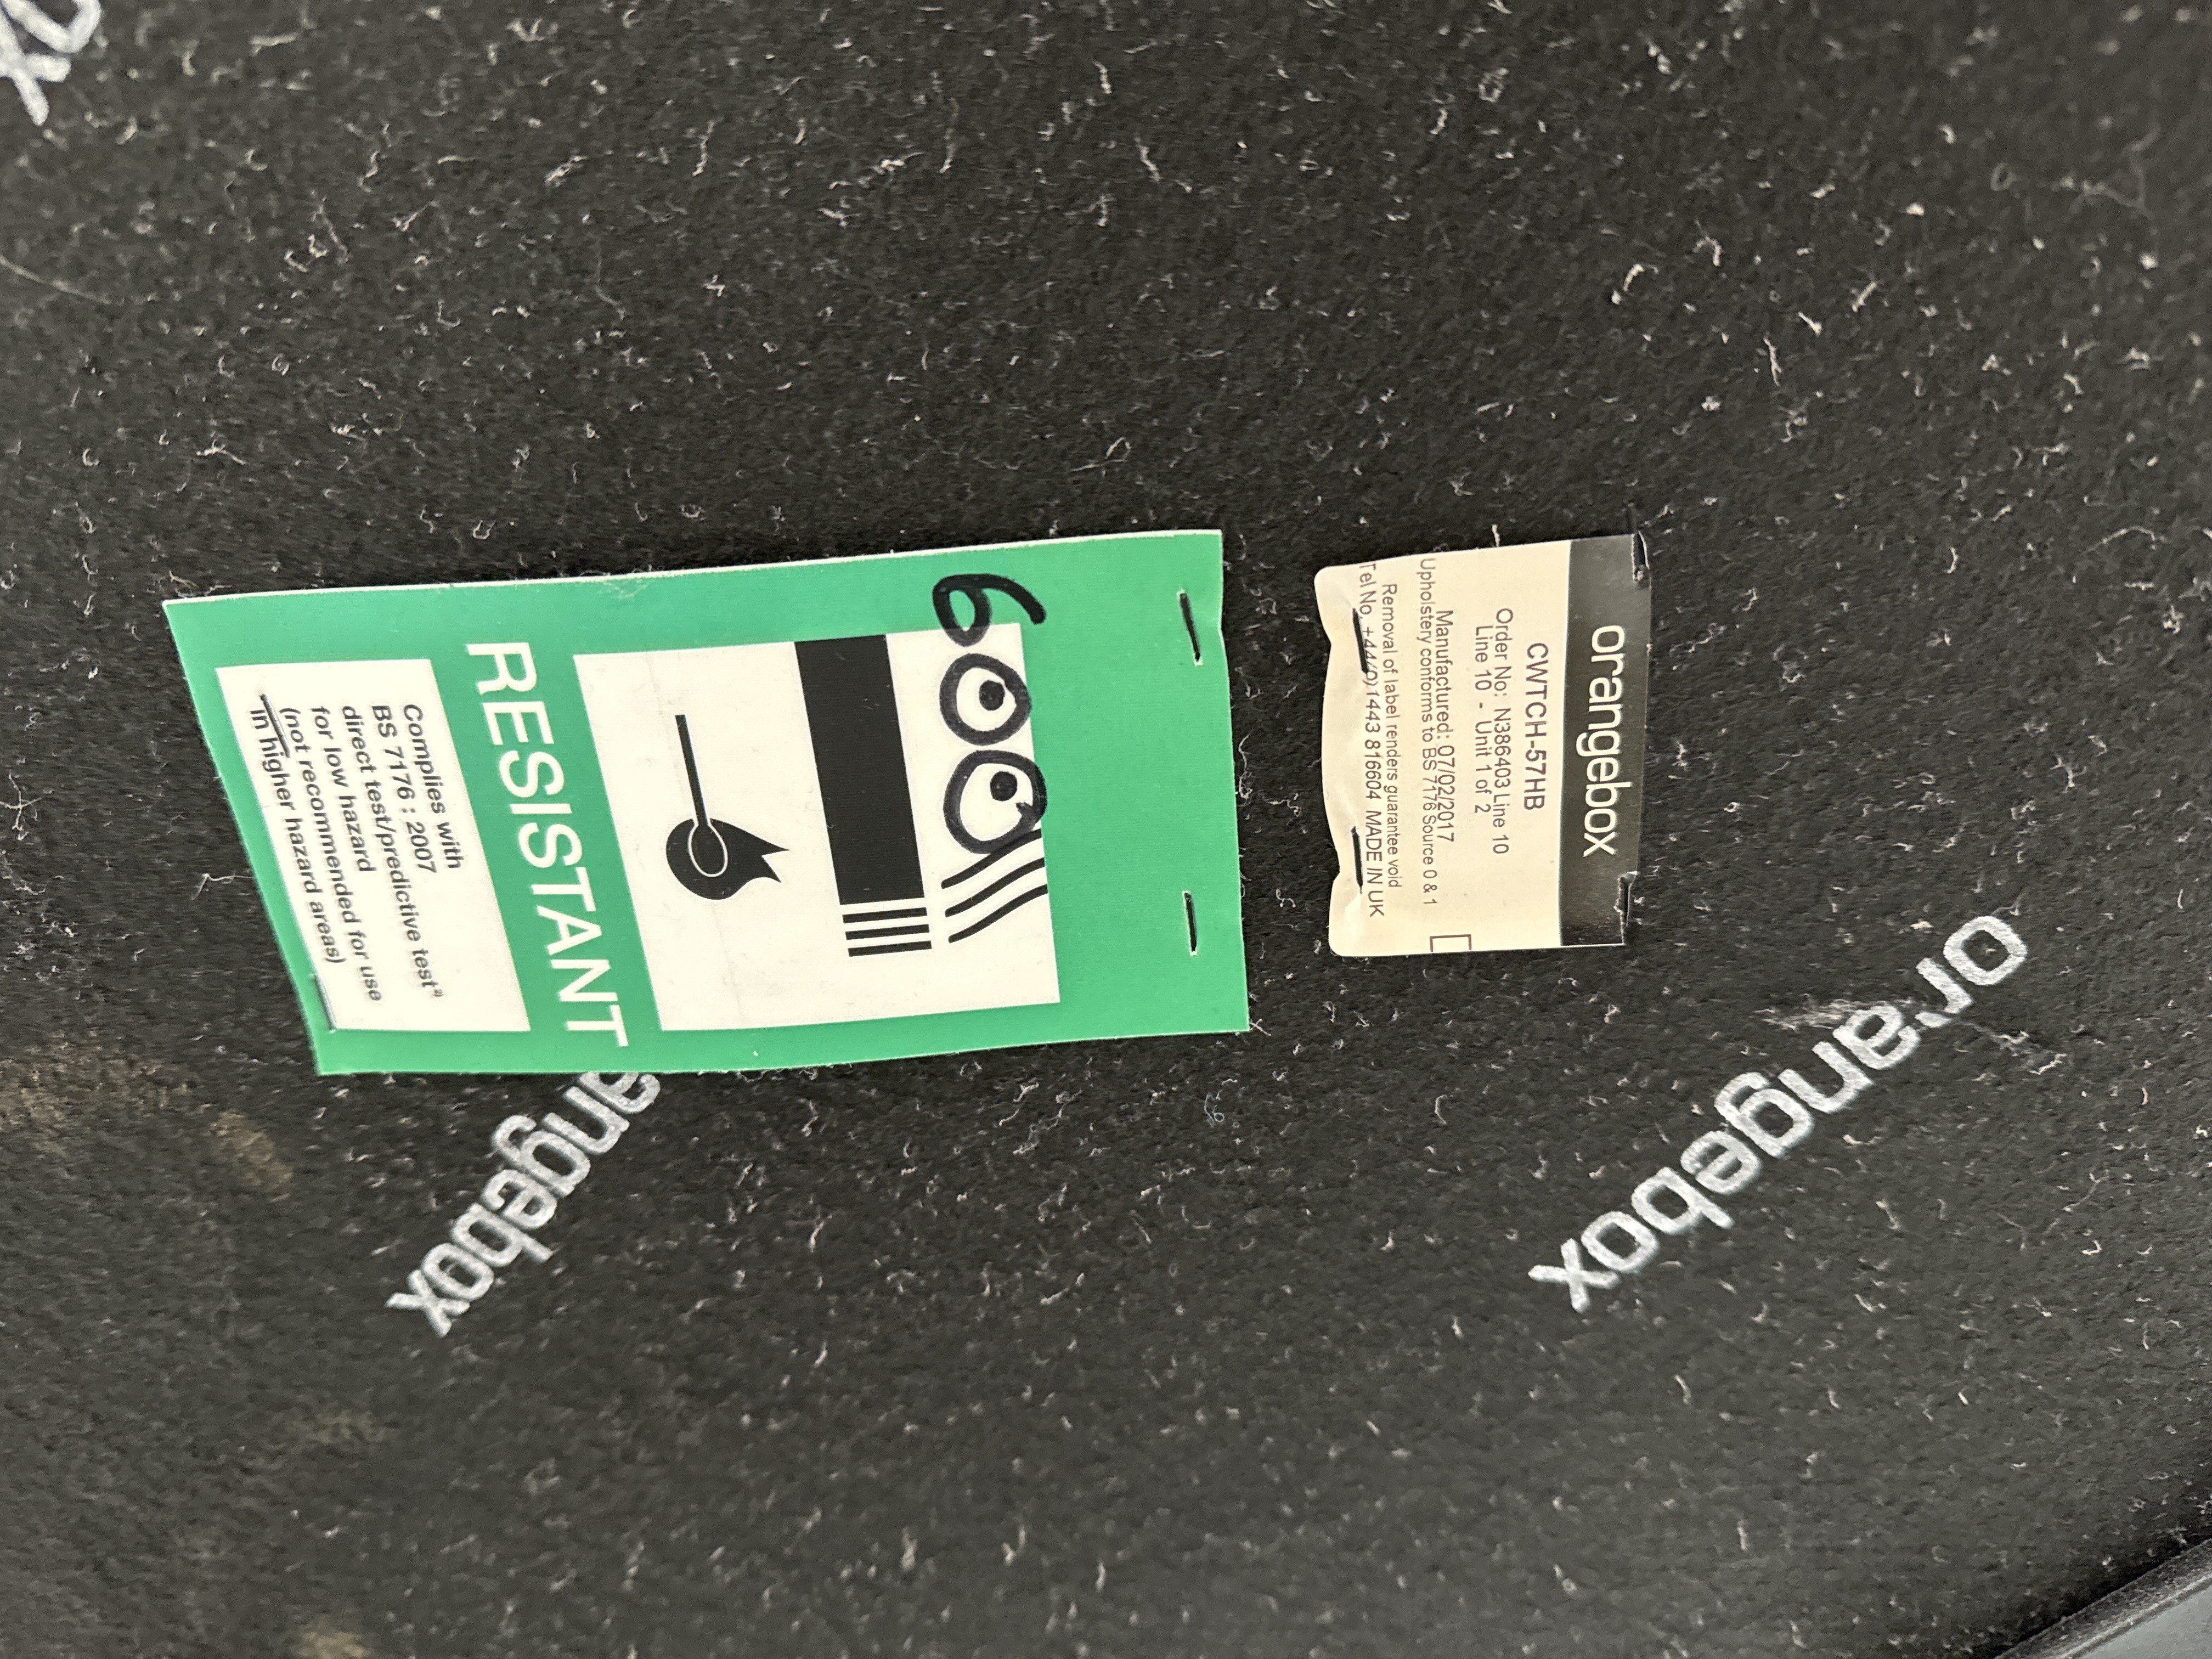 orangebox
CWTCH-57HB
Order No: N386403 Line 10
Line 10 - Unit 1 of 2
Manufactured: 07/02/2017
Upholstery conforms to BS 7176 Source 0 & 1
Removal of label renders guarantee void
Tel No. +44(0)1443 816604 MADE IN UK
orangebox
600
RESISTANT
Complies with
BS 7176 : 2007
direct test/predictive test²⁾
for low hazard
(not recommended for use
in higher hazard areas)
angebox
ox